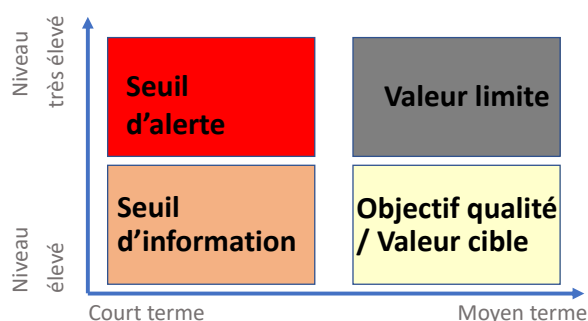 Niveau
très élevé
Seuil
d'alerte
Valeur limite
Niveau
élevé
Seuil
d'information
Objectif qualité
/ Valeur cible
Court terme
Moyen terme